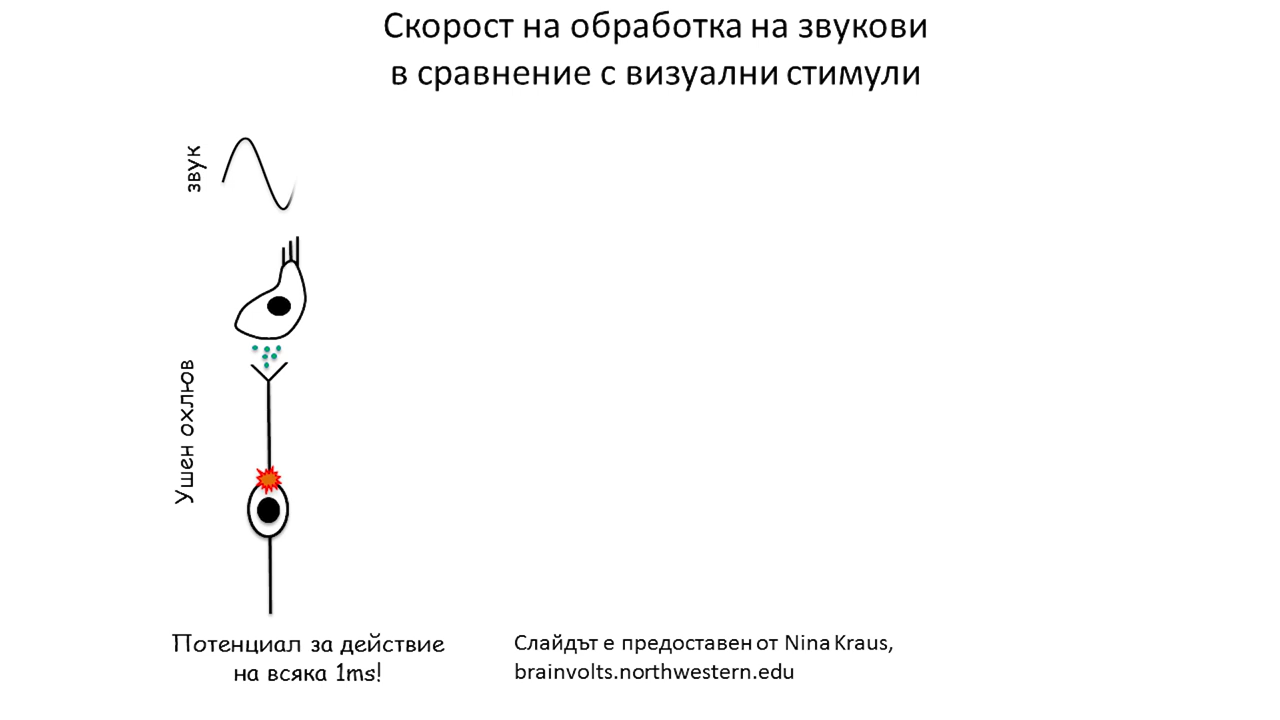 Скорост на обработка на звукови
в сравнение с визуални стимули
звук
Ушен охлюв
Потенциал за действие
на всяка 1ms!
Слайдът е предоставен от Nina Kraus,
brainvolts.northwestern.edu